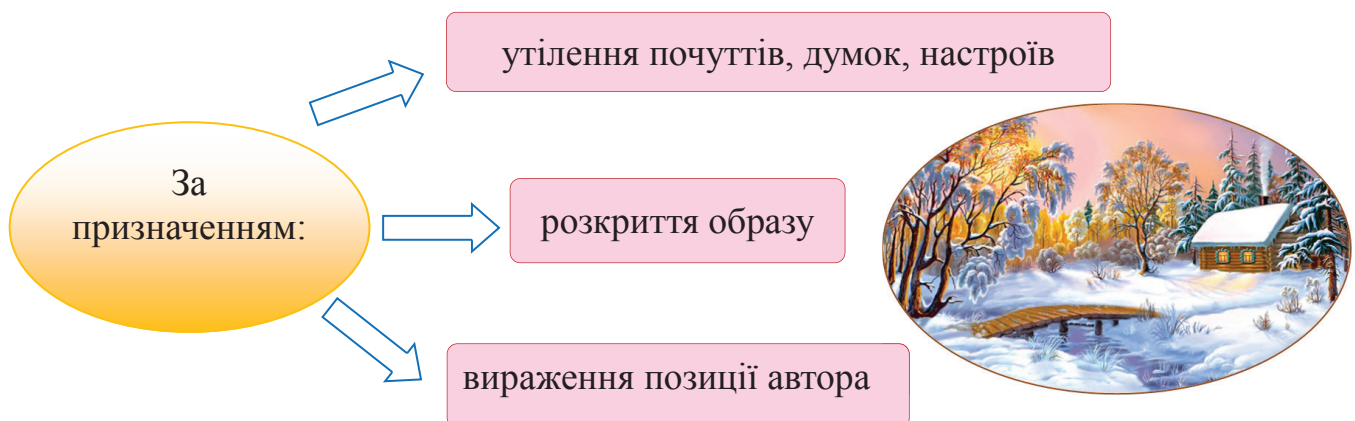 утілення почуттів, думок, настроїв
За
призначенням:
розкриття образу
вираження позиції автора